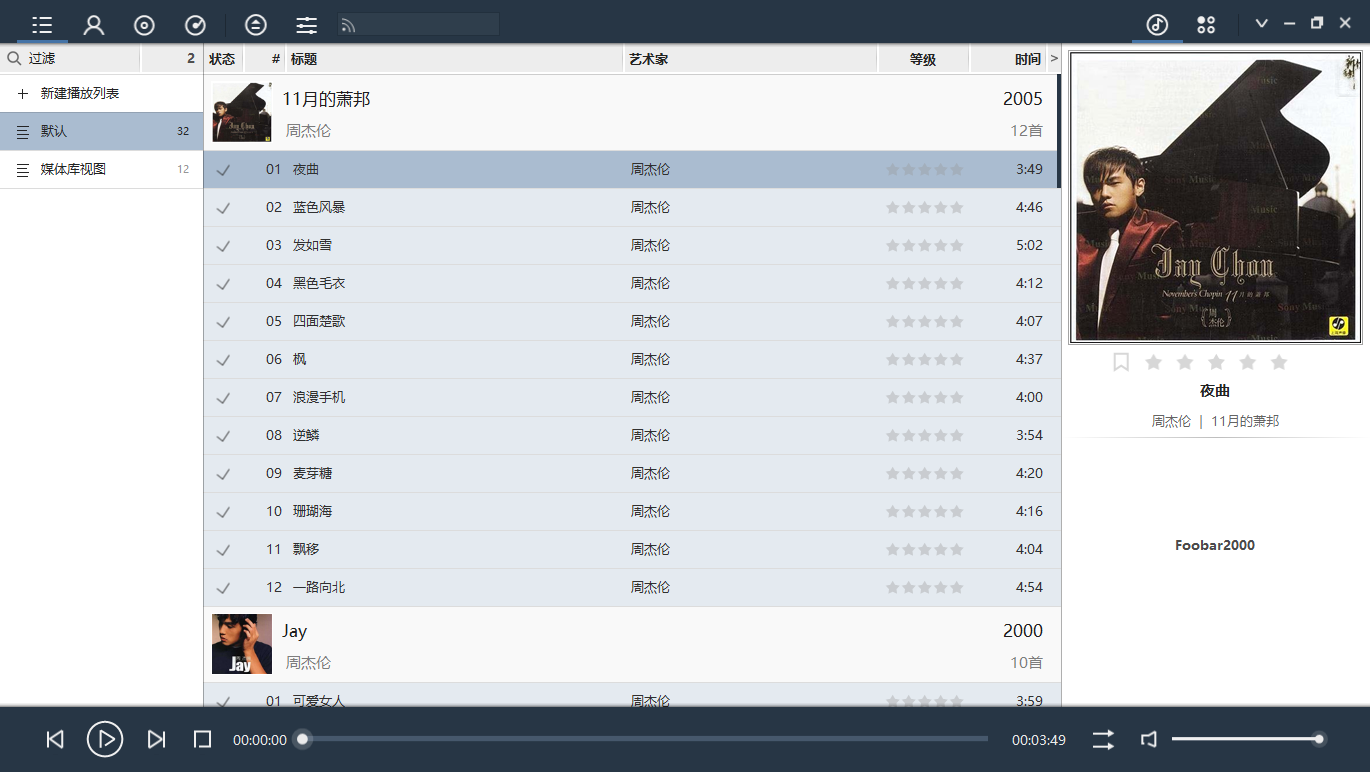 过滤 2 状态 # 标题 艺术家 等级 时间 >
新建播放列表
默认 32
媒体库视图 12
11月的萧邦 2005
周杰伦 12首
01 夜曲 周杰伦 3:49
02 蓝色风暴 周杰伦 4:46
03 发如雪 周杰伦 5:02
04 黑色毛衣 周杰伦 4:12
05 四面楚歌 周杰伦 4:07
06 枫 周杰伦 4:37
07 浪漫手机 周杰伦 4:00
08 逆鳞 周杰伦 3:54
09 麦芽糖 周杰伦 4:20
10 珊瑚海 周杰伦 4:16
11 飘移 周杰伦 4:04
12 一路向北 周杰伦 4:54
Jay 2000
周杰伦 10首
01 可爱女人 周杰伦 3:59
Jay Chou
November's Chopin 11月的萧邦
周杰伦
夜曲
周杰伦 | 11月的萧邦
Foobar2000
00:00:00 00:03:49